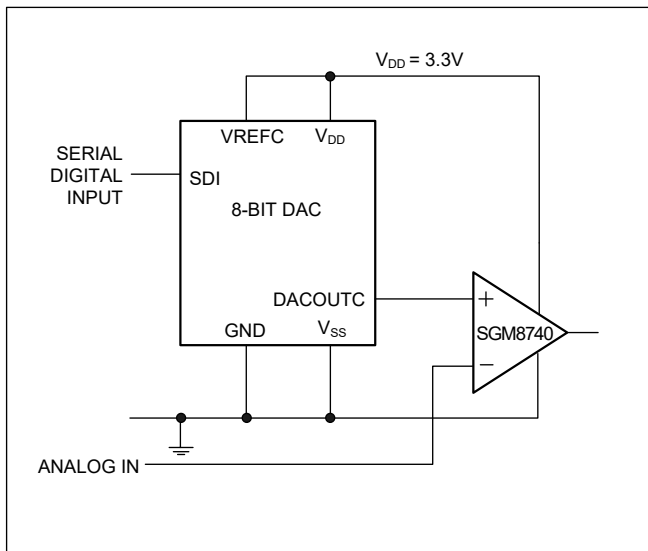 V_DD = 3.3V
VREFC V_DD
SERIAL
DIGITAL
INPUT
SDI
8-BIT DAC
DACOUTC
+
SGM8740
−
GND V_SS
ANALOG IN